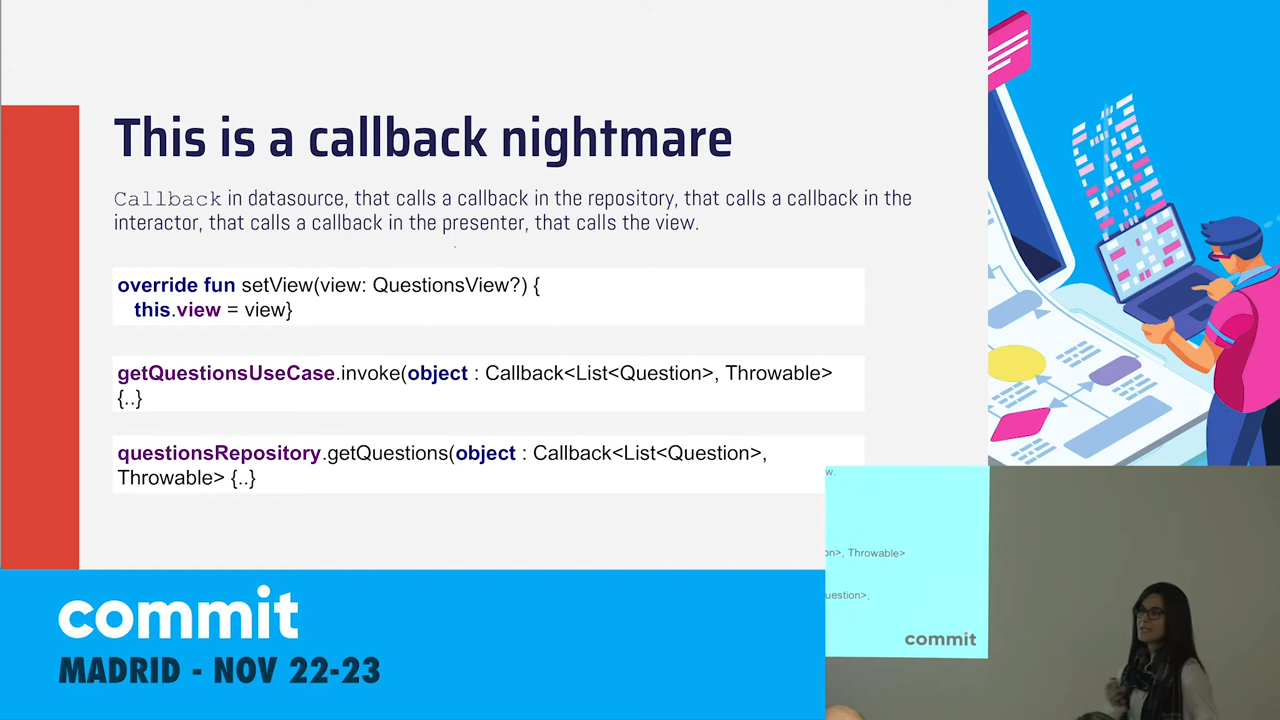 This is a callback nightmare
Callback in datasource, that calls a callback in the repository, that calls a callback in the
interactor, that calls a callback in the presenter, that calls the view.
override fun setView(view: QuestionsView?) {
this.view = view}
getQuestionsUseCase.invoke(object : Callback<List<Question>, Throwable>
{..}
questionsRepository.getQuestions(object : Callback<List<Question>,
Throwable> {..}
w.
on>, Throwable>
uestion>,
commit
commit
MADRID - NOV 22-23